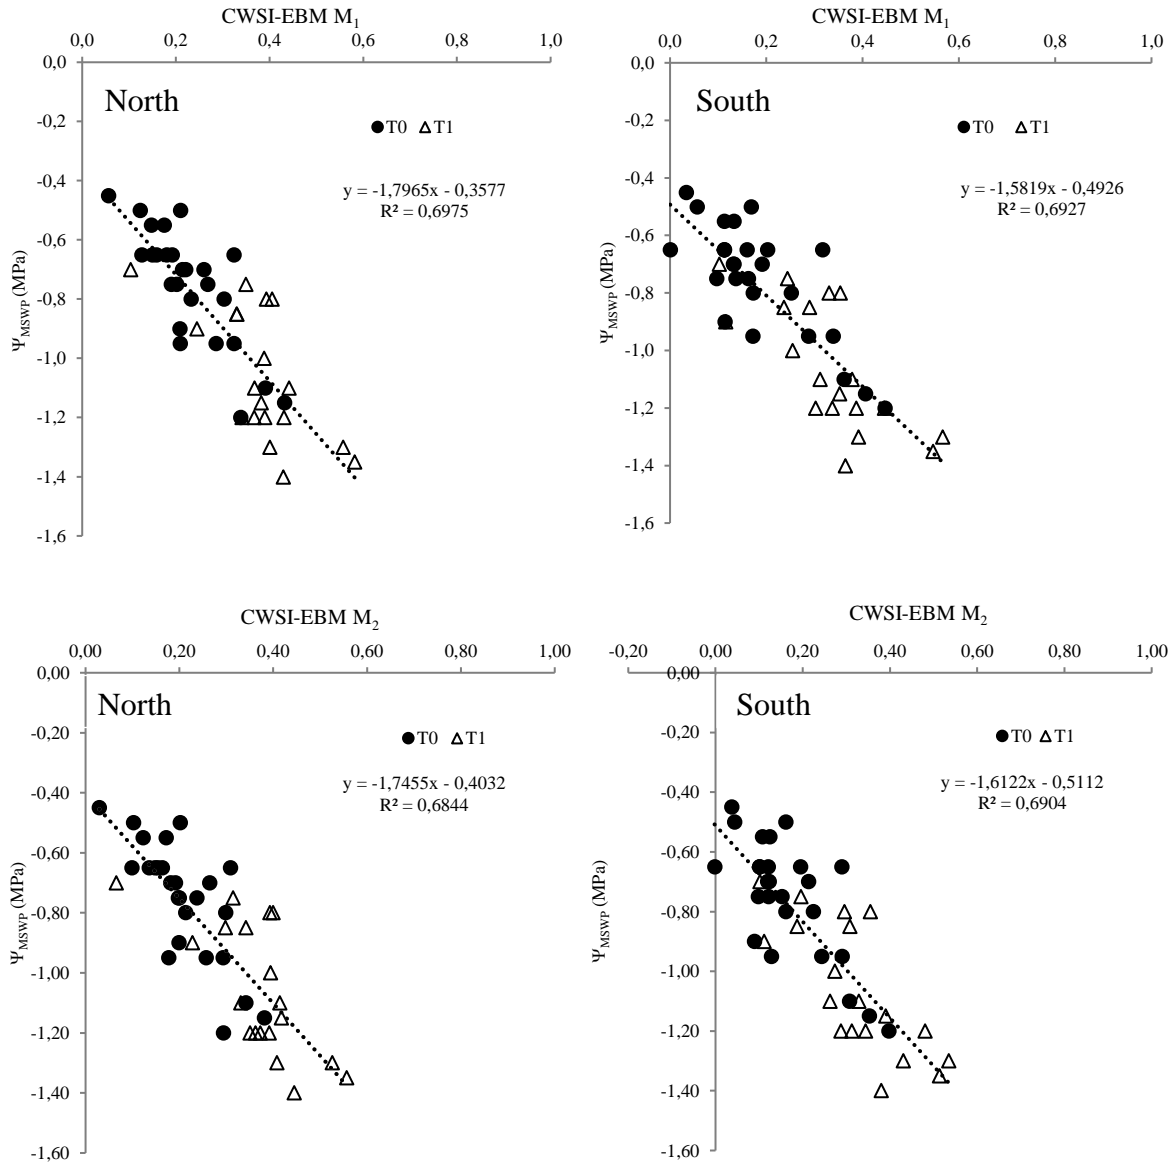 CWSI-EBM M1
0,0 0,2 0,4 0,6 0,8 1,0
0,0
North
-0,2
T0 T1
-0,4
y = -1,7965x - 0,3577
R² = 0,6975
-0,6
-0,8
-1,0
-1,2
-1,4
-1,6
ΨMSWP (MPa)
CWSI-EBM M1
0,0 0,2 0,4 0,6 0,8 1,0
0,0
South
-0,2
T0 T1
-0,4
y = -1,5819x - 0,4926
R² = 0,6927
-0,6
-0,8
-1,0
-1,2
-1,4
-1,6
ΨMSWP (MPa)
CWSI-EBM M2
0,00 0,20 0,40 0,60 0,80 1,00
0,00
North
-0,20
T0 T1
-0,40
y = -1,7455x - 0,4032
R² = 0,6844
-0,60
-0,80
-1,00
-1,20
-1,40
-1,60
ΨMSWP (MPa)
CWSI-EBM M2
-0,20 0,00 0,20 0,40 0,60 0,80 1,00
0,00
South
-0,20
T0 T1
-0,40
y = -1,6122x - 0,5112
R² = 0,6904
-0,60
-0,80
-1,00
-1,20
-1,40
-1,60
ΨMSWP (MPa)